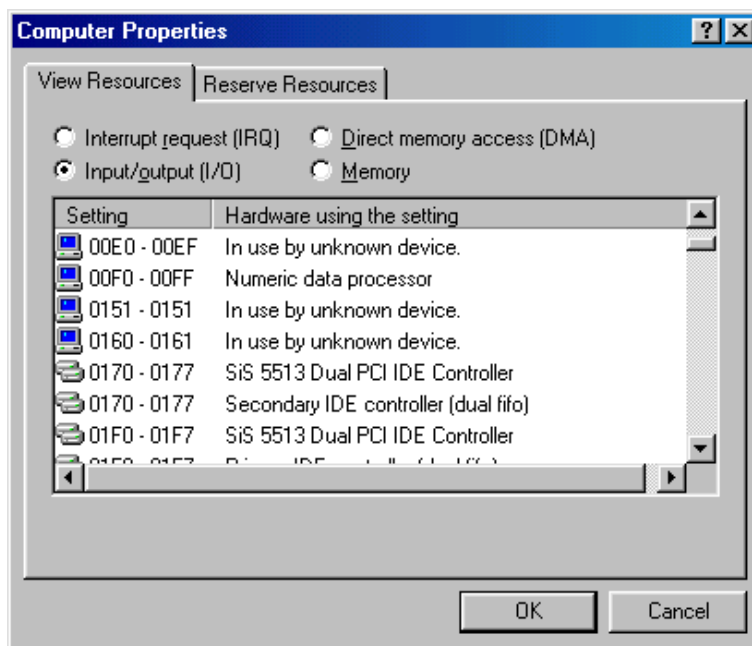 Computer Properties
View Resources Reserve Resources
Interrupt request (IRQ) Direct memory access (DMA)
Input/output (I/O) Memory
Setting Hardware using the setting
00E0 - 00EF In use by unknown device.
00F0 - 00FF Numeric data processor
0151 - 0151 In use by unknown device.
0160 - 0161 In use by unknown device.
0170 - 0177 SiS 5513 Dual PCI IDE Controller
0170 - 0177 Secondary IDE controller (dual fifo)
01F0 - 01F7 SiS 5513 Dual PCI IDE Controller
OK Cancel